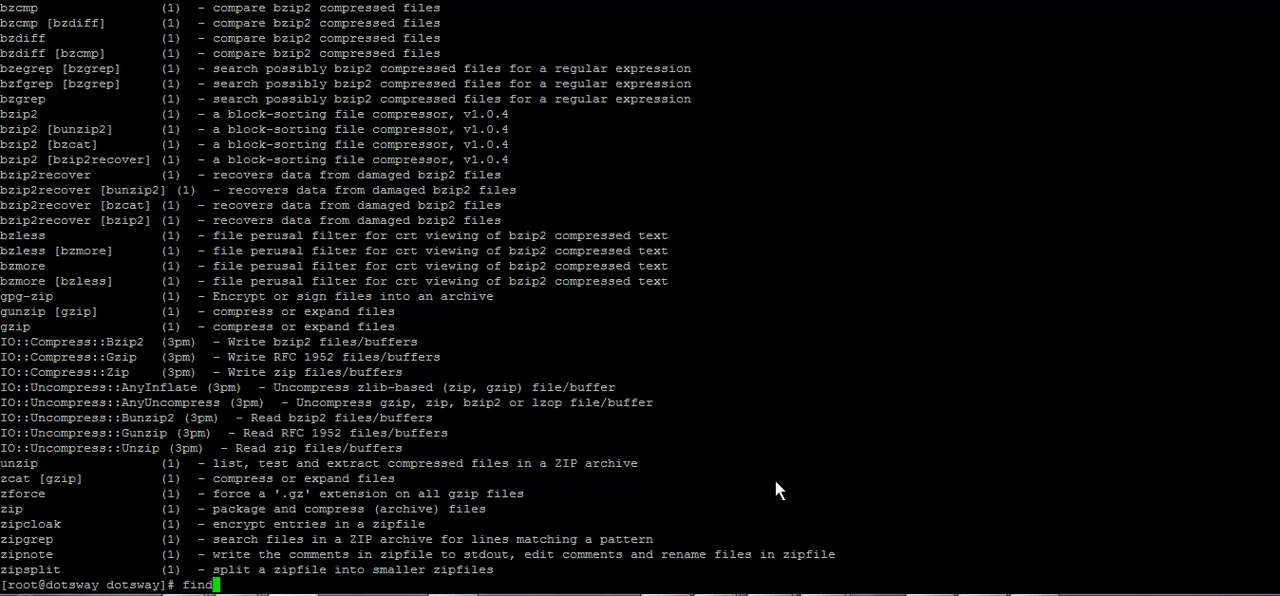 bzcmp (1) - compare bzip2 compressed files
bzcmp [bzdiff] (1) - compare bzip2 compressed files
bzdiff (1) - compare bzip2 compressed files
bzdiff [bzcmp] (1) - compare bzip2 compressed files
bzegrep [bzgrep] (1) - search possibly bzip2 compressed files for a regular expression
bzfgrep [bzgrep] (1) - search possibly bzip2 compressed files for a regular expression
bzgrep (1) - search possibly bzip2 compressed files for a regular expression
bzip2 (1) - a block-sorting file compressor, v1.0.4
bzip2 [bunzip2] (1) - a block-sorting file compressor, v1.0.4
bzip2 [bzcat] (1) - a block-sorting file compressor, v1.0.4
bzip2 [bzip2recover] (1) - a block-sorting file compressor, v1.0.4
bzip2recover (1) - recovers data from damaged bzip2 files
bzip2recover [bunzip2] (1) - recovers data from damaged bzip2 files
bzip2recover [bzcat] (1) - recovers data from damaged bzip2 files
bzip2recover [bzip2] (1) - recovers data from damaged bzip2 files
bzless (1) - file perusal filter for crt viewing of bzip2 compressed text
bzless [bzmore] (1) - file perusal filter for crt viewing of bzip2 compressed text
bzmore (1) - file perusal filter for crt viewing of bzip2 compressed text
bzmore [bzless] (1) - file perusal filter for crt viewing of bzip2 compressed text
gpg-zip (1) - Encrypt or sign files into an archive
gunzip [gzip] (1) - compress or expand files
gzip (1) - compress or expand files
IO::Compress::Bzip2 (3pm) - Write bzip2 files/buffers
IO::Compress::Gzip (3pm) - Write RFC 1952 files/buffers
IO::Compress::Zip (3pm) - Write zip files/buffers
IO::Uncompress::AnyInflate (3pm) - Uncompress zlib-based (zip, gzip) file/buffer
IO::Uncompress::AnyUncompress (3pm) - Uncompress gzip, zip, bzip2 or lzop file/buffer
IO::Uncompress::Bunzip2 (3pm) - Read bzip2 files/buffers
IO::Uncompress::Gunzip (3pm) - Read RFC 1952 files/buffers
IO::Uncompress::Unzip (3pm) - Read zip files/buffers
unzip (1) - list, test and extract compressed files in a ZIP archive
zcat [gzip] (1) - compress or expand files
zforce (1) - force a '.gz' extension on all gzip files
zip (1) - package and compress (archive) files
zipcloak (1) - encrypt entries in a zipfile
zipgrep (1) - search files in a ZIP archive for lines matching a pattern
zipnote (1) - write the comments in zipfile to stdout, edit comments and rename files in zipfile
zipsplit (1) - split a zipfile into smaller zipfiles
[root@dotsway dotsway]# find